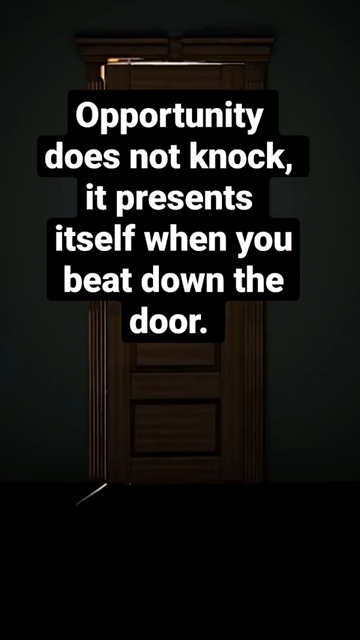 Opportunity
does not knock,
it presents
itself when you
beat down the
door.